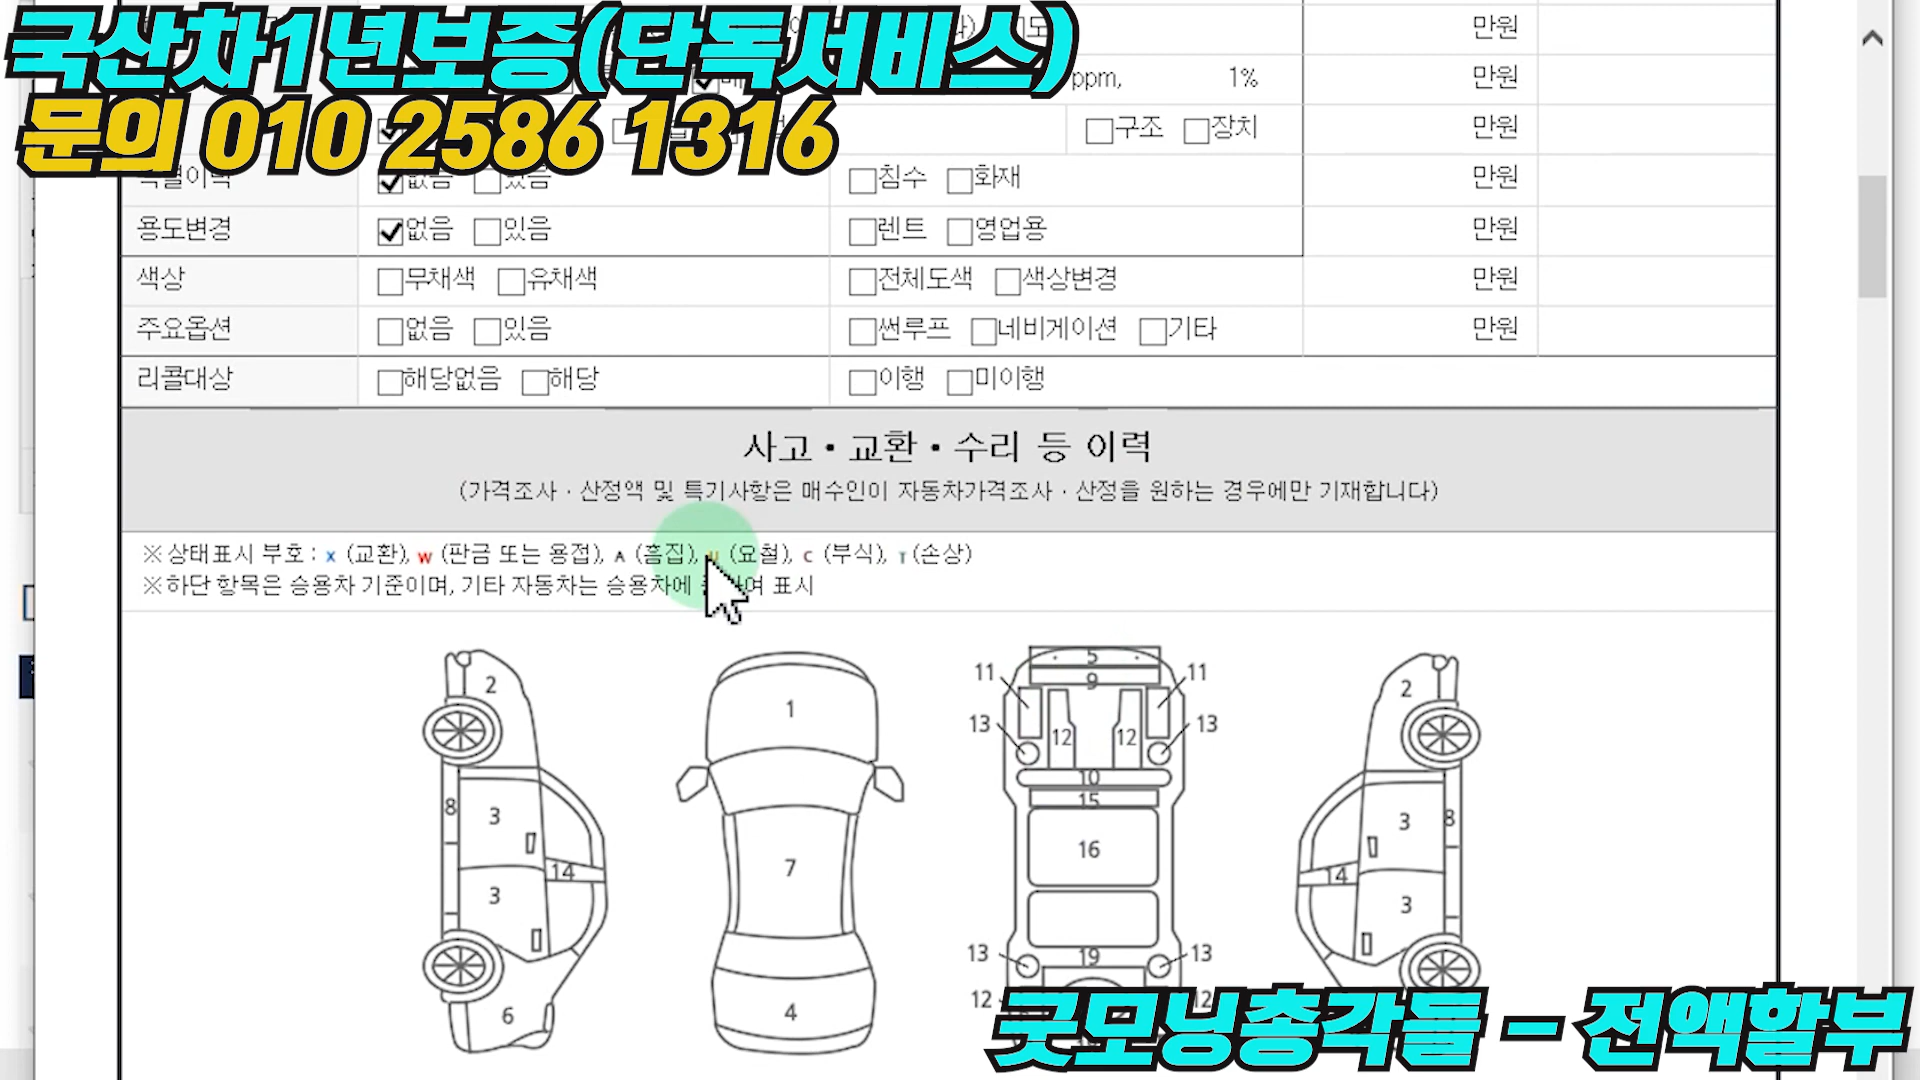 국산차1년보증(단독서비스)
문의 010 2586 1316
만원
ppm, 1% 만원
구조 장치 만원
특별이력 없음 있음 침수 화재 만원
용도변경 없음 있음 렌트 영업용 만원
색상 무채색 유채색 전체도색 색상변경 만원
주요옵션 없음 있음 썬루프 네비게이션 기타 만원
리콜대상 해당없음 해당 이행 미이행
사고 • 교환 • 수리 등 이력
(가격조사 · 산정액 및 특기사항은 매수인이 자동차가격조사 · 산정을 원하는 경우에만 기재합니다)
※ 상태표시 부호 : X (교환), W (판금 또는 용접), A (흠집), U (요철), C (부식), T (손상)
※ 하단 항목은 승용차 기준이며, 기타 자동차는 승용차에 표시
2 8 3 3 14 6
1 7 4
5 9 11 11 13 13 12 12 10 15 16 19 13 13 12 12
2 3 8 14 3
굿모닝총각들 - 전액할부